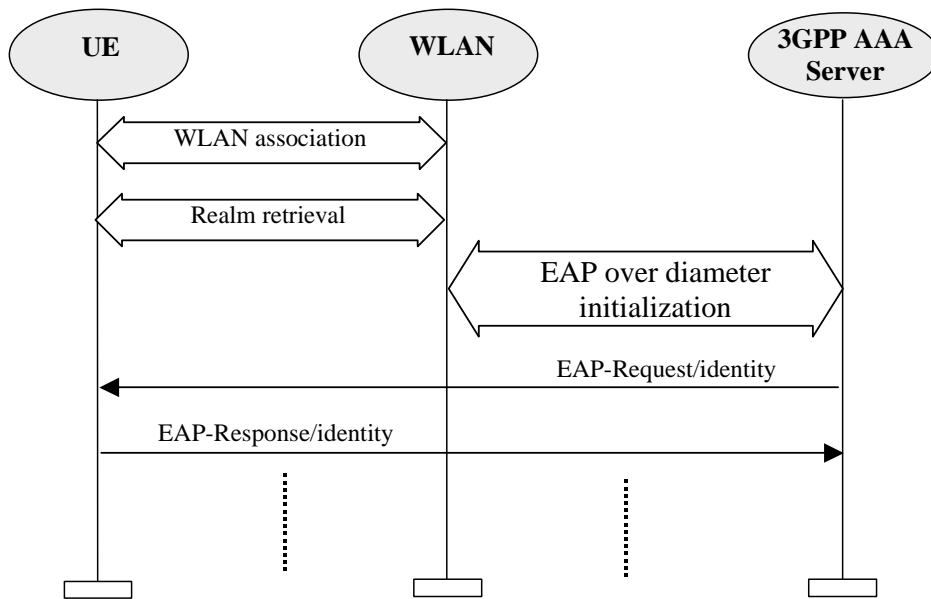 UE
WLAN
3GPP AAA
Server
WLAN association
Realm retrieval
EAP over diameter
initialization
EAP-Request/identity
EAP-Response/identity